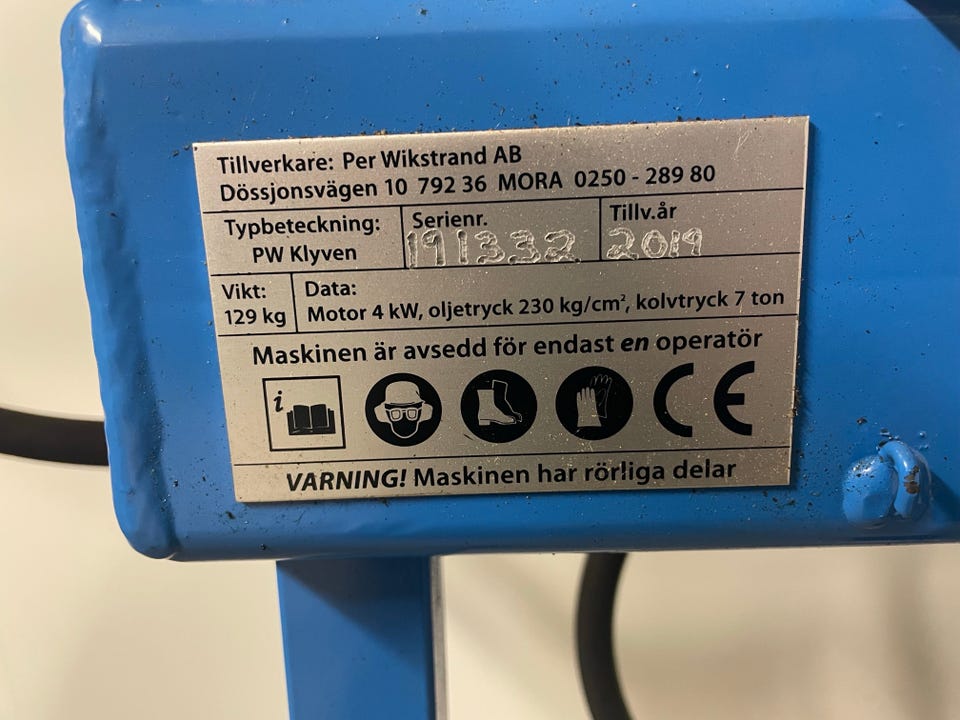 Tillverkare: Per Wikstrand AB
Dössjonsvägen 10 792 36 MORA 0250 - 289 80
Typbeteckning: Serienr. Tillv.år
PW Klyven 191332 2019
Vikt: Data:
129 kg Motor 4 kW, oljetryck 230 kg/cm², kolvtryck 7 ton
Maskinen är avsedd för endast en operatör
i CE
VARNING! Maskinen har rörliga delar